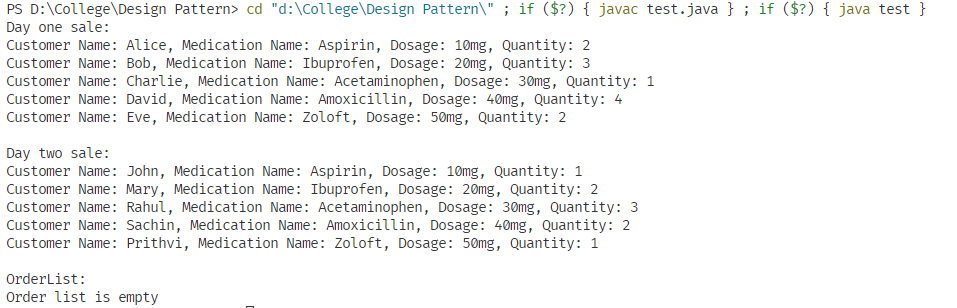 PS D:\College\Design Pattern> cd "d:\College\Design Pattern\" ; if ($?) { javac test.java } ; if ($?) { java test }
Day one sale:
Customer Name: Alice, Medication Name: Aspirin, Dosage: 10mg, Quantity: 2
Customer Name: Bob, Medication Name: Ibuprofen, Dosage: 20mg, Quantity: 3
Customer Name: Charlie, Medication Name: Acetaminophen, Dosage: 30mg, Quantity: 1
Customer Name: David, Medication Name: Amoxicillin, Dosage: 40mg, Quantity: 4
Customer Name: Eve, Medication Name: Zoloft, Dosage: 50mg, Quantity: 2

Day two sale:
Customer Name: John, Medication Name: Aspirin, Dosage: 10mg, Quantity: 1
Customer Name: Mary, Medication Name: Ibuprofen, Dosage: 20mg, Quantity: 2
Customer Name: Rahul, Medication Name: Acetaminophen, Dosage: 30mg, Quantity: 3
Customer Name: Sachin, Medication Name: Amoxicillin, Dosage: 40mg, Quantity: 2
Customer Name: Prithvi, Medication Name: Zoloft, Dosage: 50mg, Quantity: 1

OrderList:
Order list is empty